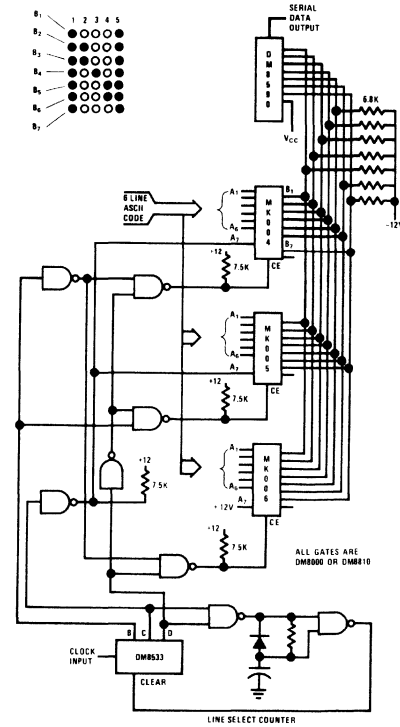 SERIAL
DATA
OUTPUT
B₁
B₂
B₃
B₄
B₅
B₆
B₇
1 2 3 4 5
DM8590
VCC
6.8K
-12V
6 LINE
ASCII
CODE
A₁
A₆
A₇
MK004
B₁
B₇
CE
+12
7.5K
A₁
A₆
A₇
MK005
CE
+12
7.5K
+12
7.5K
A₁
A₆
A₇
+12V
MK006
CE
+12
7.5K
ALL GATES ARE
DM8000 OR DM8810
B C D
CLOCK
INPUT
DM8533
CLEAR
LINE SELECT COUNTER